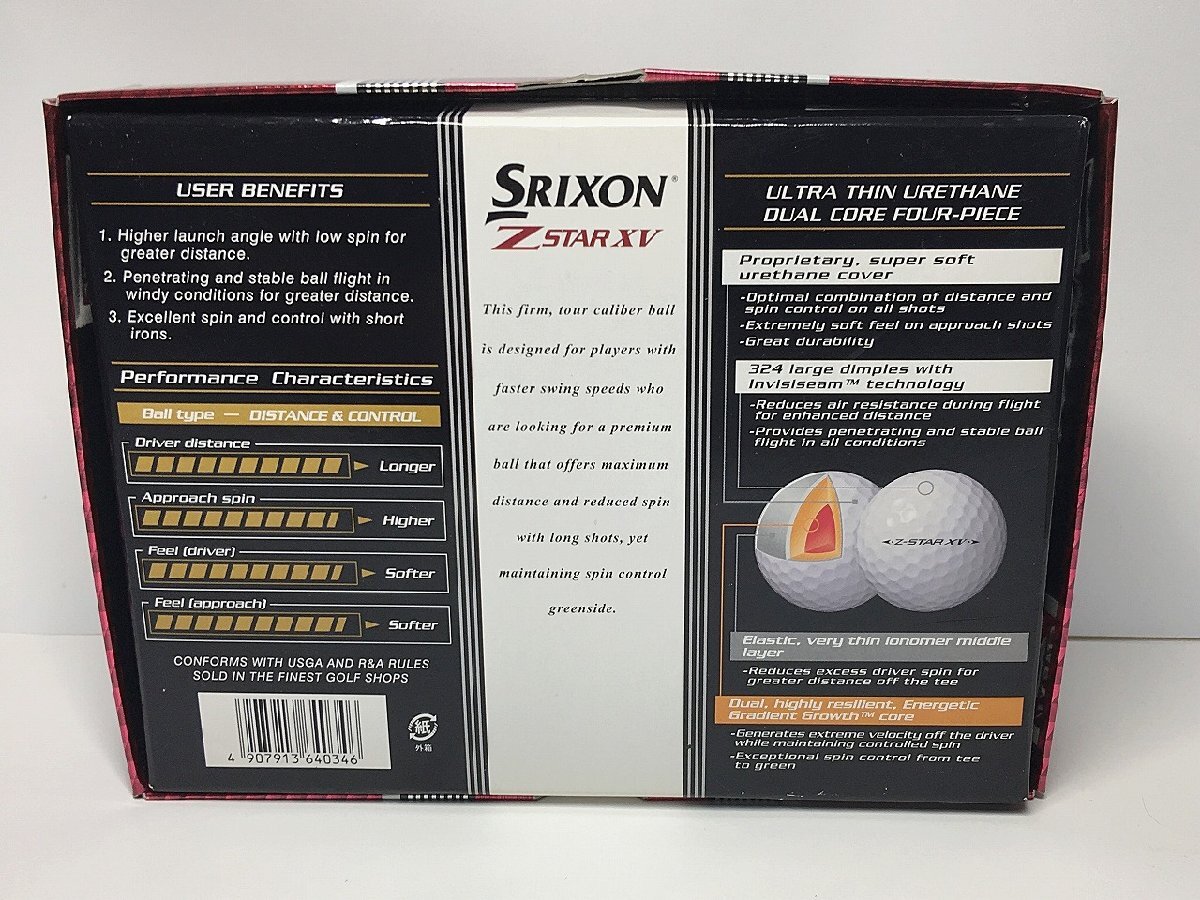 USER BENEFITS
1. Higher launch angle with low spin for
greater distance.
2. Penetrating and stable ball flight in
windy conditions for greater distance.
3. Excellent spin and control with short
irons.
Performance Characteristics
Ball type — DISTANCE & CONTROL
Driver distance
Longer
Approach spin
Higher
Feel (driver)
Softer
Feel (approach)
Softer
CONFORMS WITH USGA AND R&A RULES
SOLD IN THE FINEST GOLF SHOPS
4 907913 640346
紙
外箱
SRIXON®
Z STAR XV
This firm, tour caliber ball
is designed for players with
faster swing speeds who
are looking for a premium
ball that offers maximum
distance and reduced spin
with long shots, yet
maintaining spin control
greenside.
ULTRA THIN URETHANE
DUAL CORE FOUR-PIECE
Proprietary, super soft
urethane cover
-Optimal combination of distance and
spin control on all shots
-Extremely soft feel on approach shots
-Great durability
324 large dimples with
Invisiseam™ technology
-Reduces air resistance during flight
for enhanced distance
-Provides penetrating and stable ball
flight in all conditions
Z-STAR XV
Elastic, very thin ionomer middle
layer
-Reduces excess driver spin for
greater distance off the tee
Dual, highly resilient, Energetic
Gradient Growth™ core
-Generates extreme velocity off the driver
while maintaining controlled spin
-Exceptional spin control from tee
to green